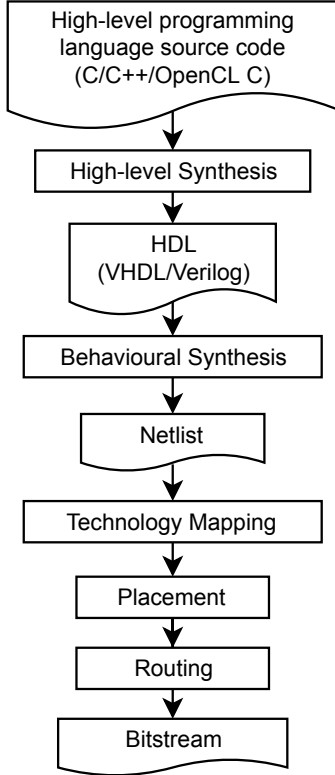 High-level programming
language source code
(C/C++/OpenCL C)
High-level Synthesis
HDL
(VHDL/Verilog)
Behavioural Synthesis
Netlist
Technology Mapping
Placement
Routing
Bitstream